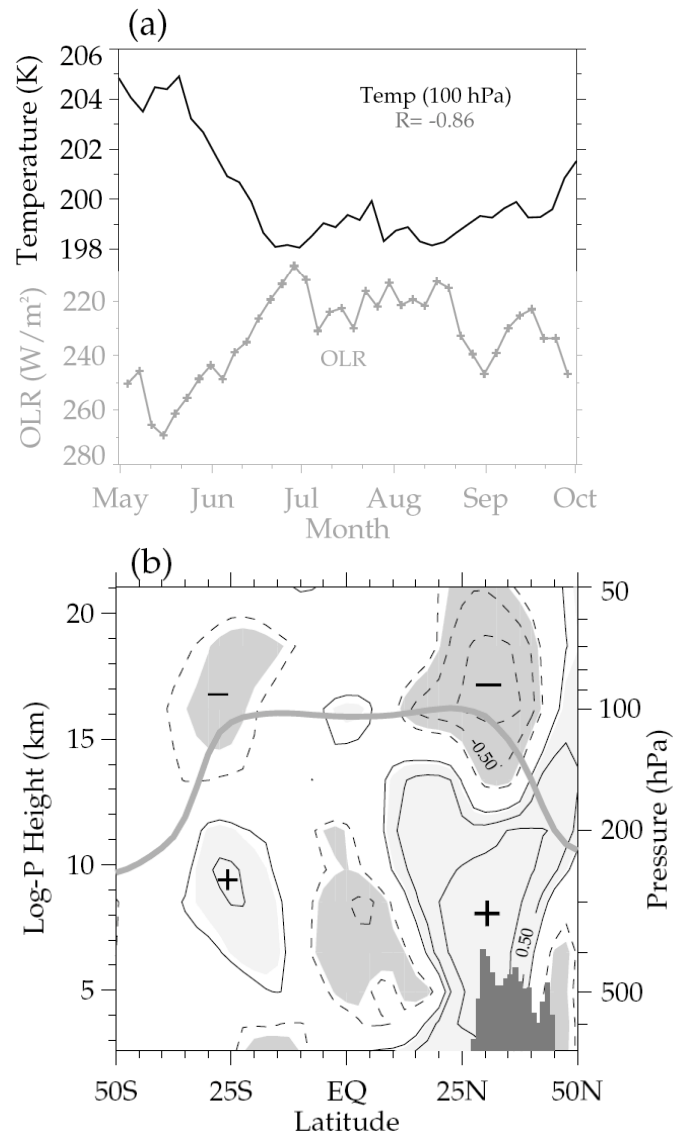 (a)
206
204
202
200
198
Temperature (K)
Temp (100 hPa)
R= -0.86
220
240
260
280
OLR (W/m²)
OLR
May Jun Jul Aug Sep Oct
Month
(b)
20
15
10
5
Log-P Height (km)
50
100
200
500
Pressure (hPa)
−
−
-0.50
+
+
0.50
50S 25S EQ 25N 50N
Latitude